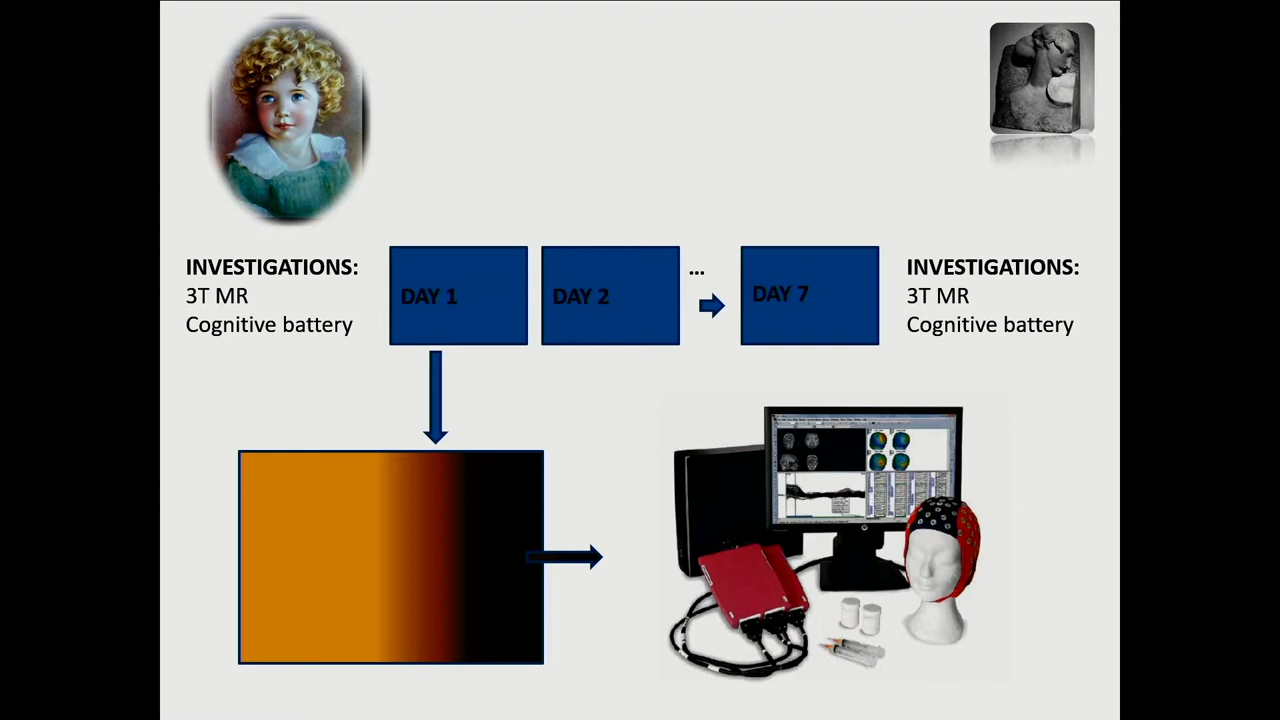 INVESTIGATIONS:
3T MR
Cognitive battery
DAY 1
DAY 2
...
DAY 7
INVESTIGATIONS:
3T MR
Cognitive battery